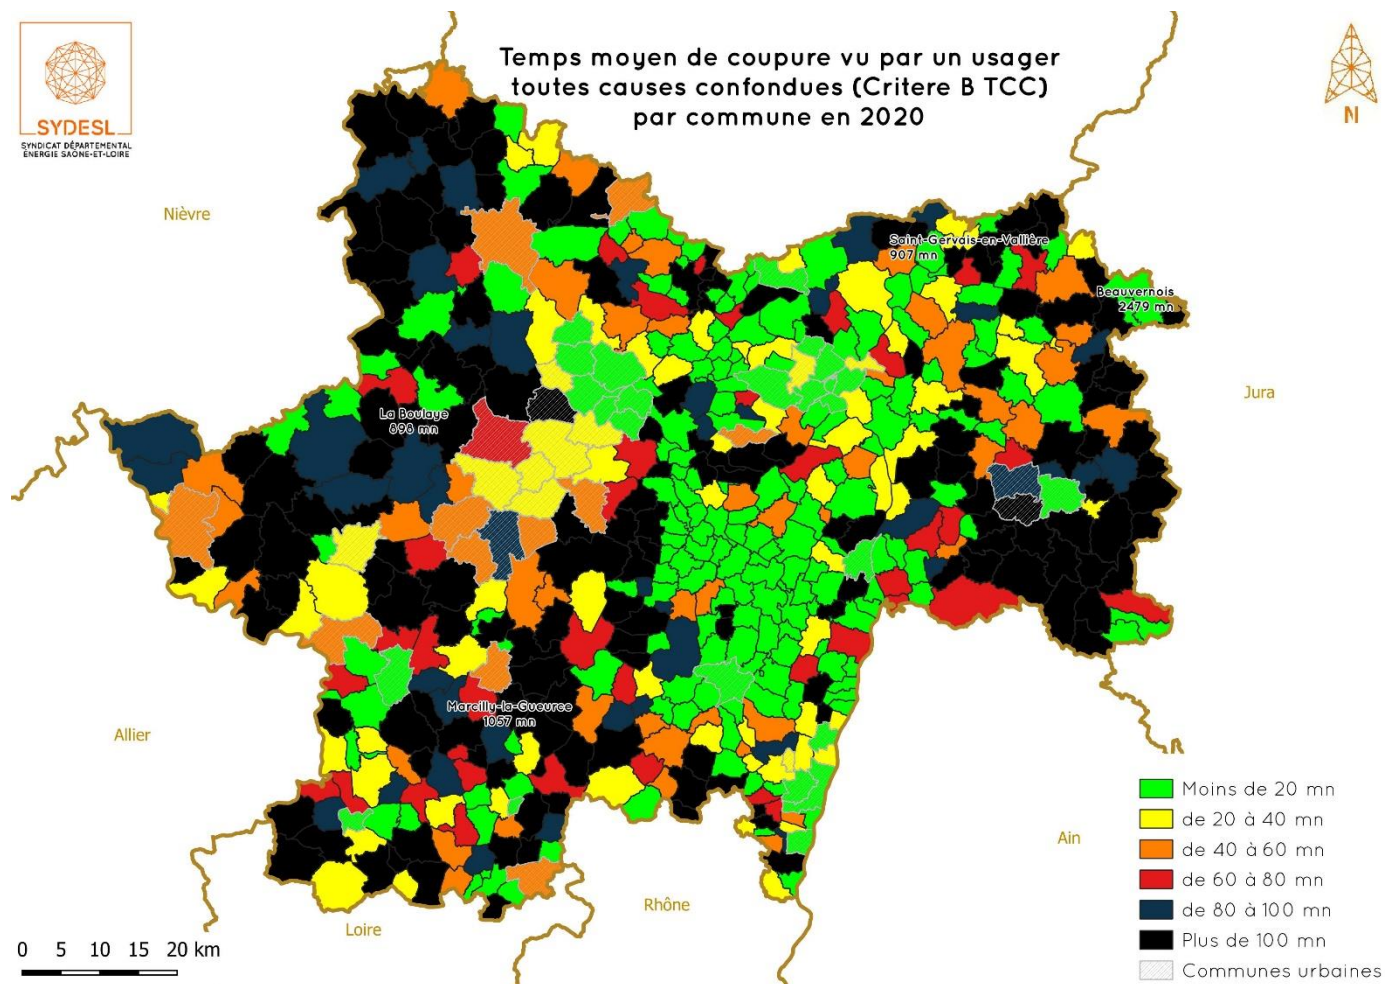 Temps moyen de coupure vu par un usager
toutes causes confondues (Critere B TCC)
par commune en 2020
SYDESL
SYNDICAT DÉPARTEMENTAL
ÉNERGIE SAÔNE-ET-LOIRE
N
Nièvre
Saint-Gervais-en-Vallière
907 mn
Beauvernois
2479 mn
Jura
La Boulaye
898 mn
Marcilly-la-Gueurce
1057 mn
Allier
Ain
Rhône
Loire
Moins de 20 mn
de 20 à 40 mn
de 40 à 60 mn
de 60 à 80 mn
de 80 à 100 mn
Plus de 100 mn
Communes urbaines
0 5 10 15 20 km